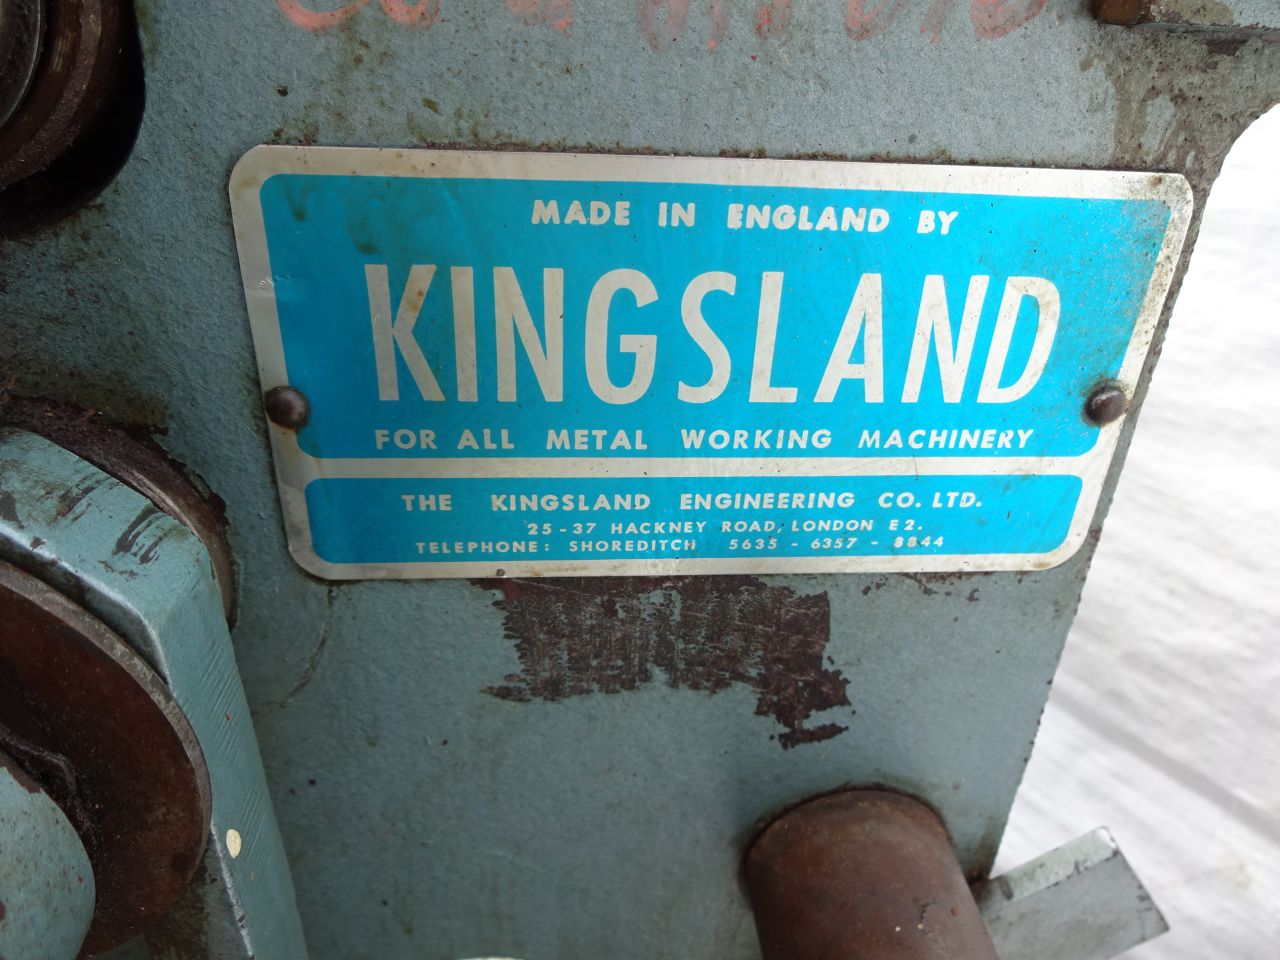 MADE IN ENGLAND BY
KINGSLAND
FOR ALL METAL WORKING MACHINERY
THE KINGSLAND ENGINEERING CO. LTD.
25-37 HACKNEY ROAD, LONDON E2.
TELEPHONE: SHOREDITCH 5635 - 6357 - 8844